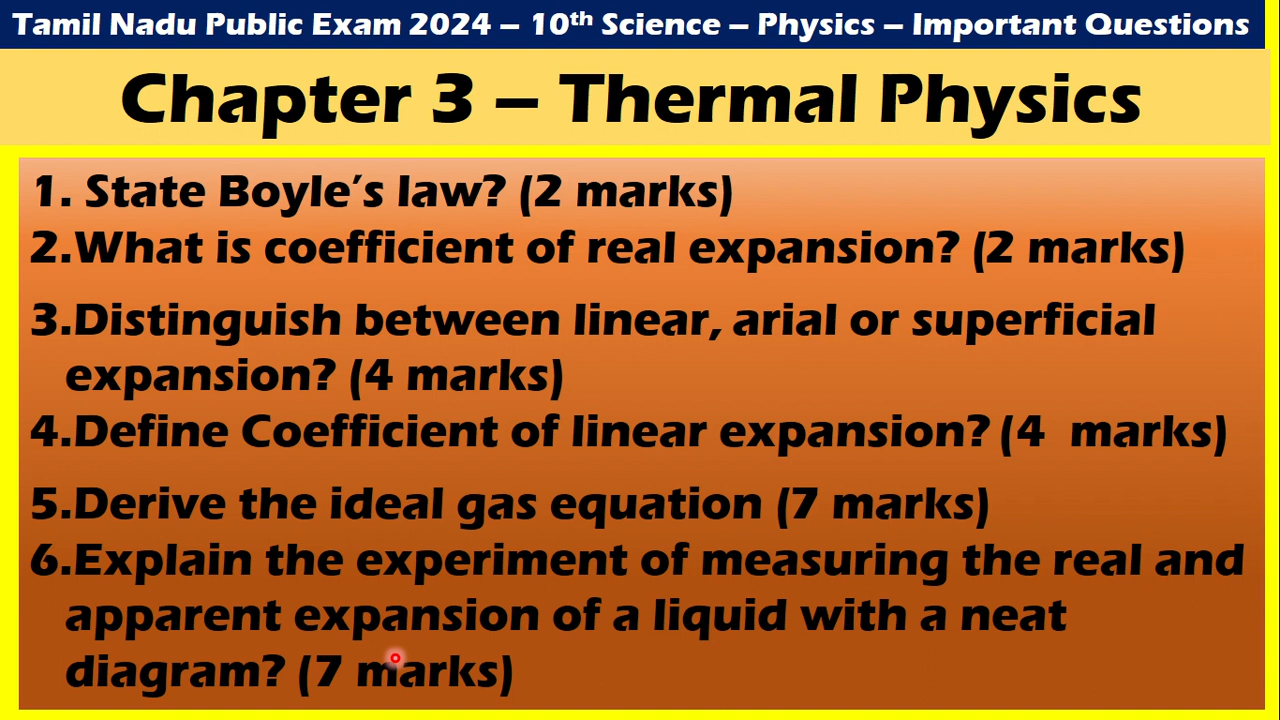 Tamil Nadu Public Exam 2024 – 10th Science – Physics – Important Questions
Chapter 3 – Thermal Physics
1. State Boyle's law? (2 marks)
2.What is coefficient of real expansion? (2 marks)
3.Distinguish between linear, arial or superficial
expansion? (4 marks)
4.Define Coefficient of linear expansion? (4 marks)
5.Derive the ideal gas equation (7 marks)
6.Explain the experiment of measuring the real and
apparent expansion of a liquid with a neat
diagram? (7 marks)